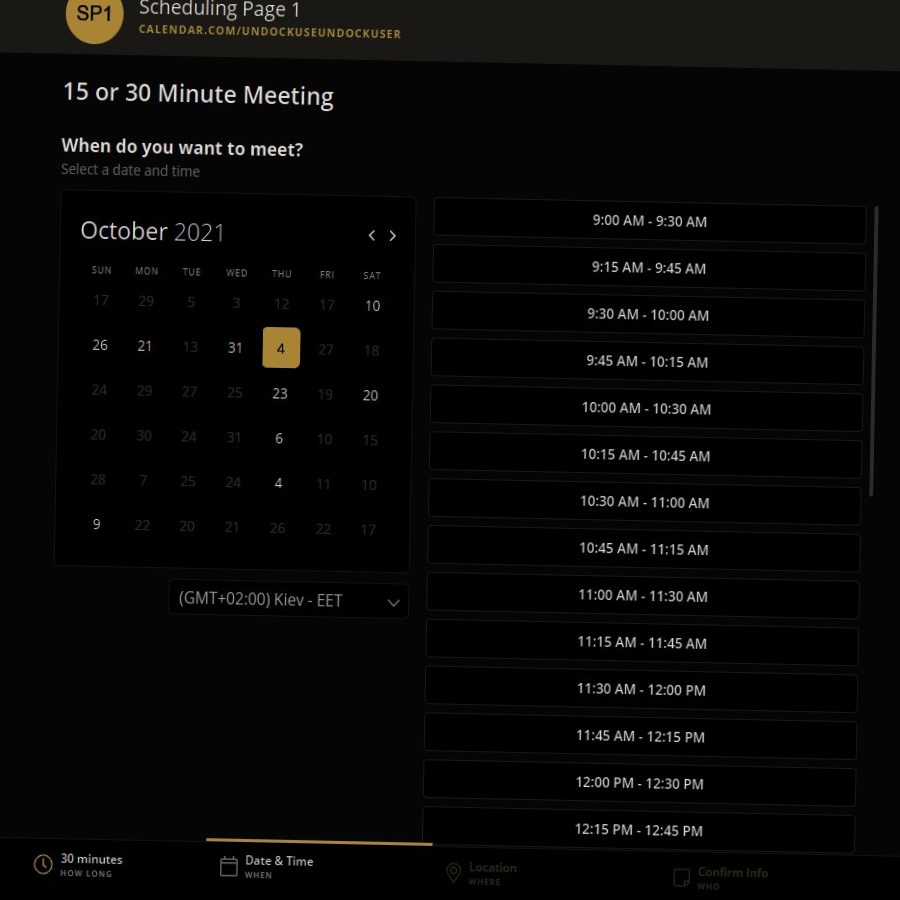 SP1
Scheduling Page 1
CALENDAR.COM/UNDOCKUSEUNDOCKUSER
15 or 30 Minute Meeting
When do you want to meet?
Select a date and time
October 2021
SUN MON TUE WED THU FRI SAT
17 29 5 3 12 17 10
26 21 13 31 4 27 18
24 29 27 25 23 19 20
20 30 24 31 6 10 15
28 7 25 24 4 11 10
9 22 20 21 26 22 17
(GMT+02:00) Kiev - EET
9:00 AM - 9:30 AM
9:15 AM - 9:45 AM
9:30 AM - 10:00 AM
9:45 AM - 10:15 AM
10:00 AM - 10:30 AM
10:15 AM - 10:45 AM
10:30 AM - 11:00 AM
10:45 AM - 11:15 AM
11:00 AM - 11:30 AM
11:15 AM - 11:45 AM
11:30 AM - 12:00 PM
11:45 AM - 12:15 PM
12:00 PM - 12:30 PM
12:15 PM - 12:45 PM
30 minutes
HOW LONG
Date & Time
WHEN
Location
WHERE
Confirm Info
WHO